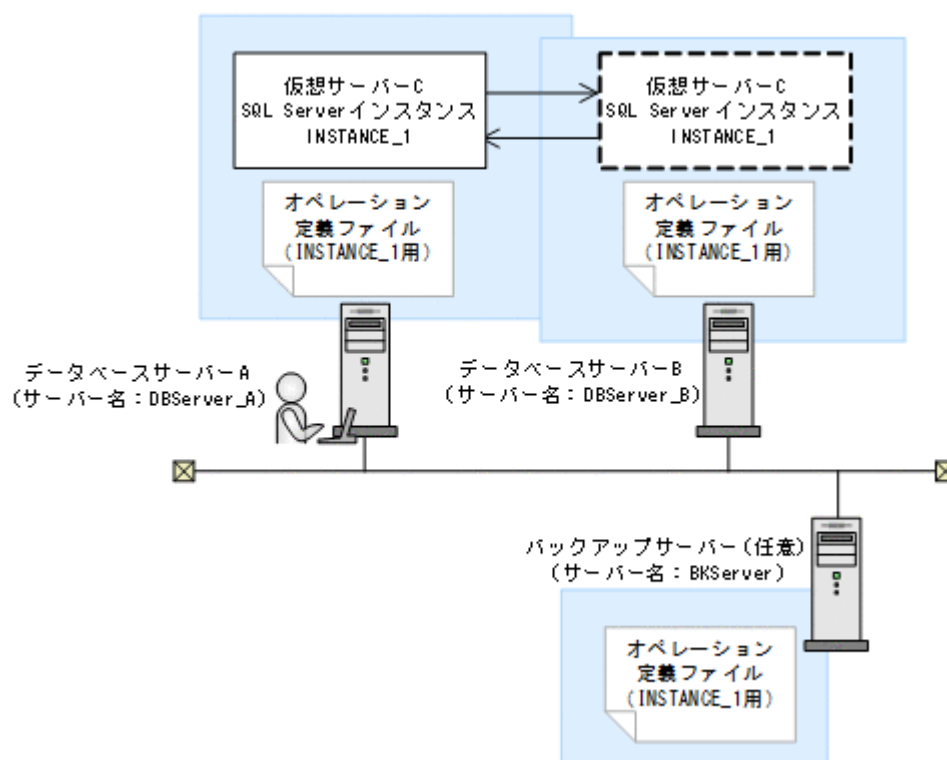 仮想サーバーC
SQL Serverインスタンス
INSTANCE_1
仮想サーバーC
SQL Serverインスタンス
INSTANCE_1
オペレーション
定義ファイル
(INSTANCE_1用)
オペレーション
定義ファイル
(INSTANCE_1用)
データベースサーバーA
(サーバー名:DBServer_A)
データベースサーバーB
(サーバー名:DBServer_B)
バックアップサーバー(任意)
(サーバー名:BKServer)
オペレーション
定義ファイル
(INSTANCE_1用)